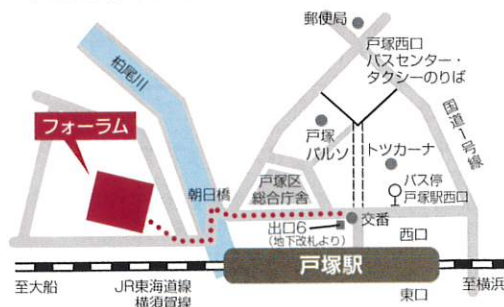 郵便局
戸塚西口
バスセンター・
タクシーのりば
柏尾川
国道一号線
フォーラム
戸塚
パルソ
トツカーナ
朝日橋
戸塚区
総合庁舎
バス停
戸塚駅西口
出口6
(地下改札より)
交番
西口
戸塚駅
至大船
JR東海道線
横須賀線
東口
至横浜